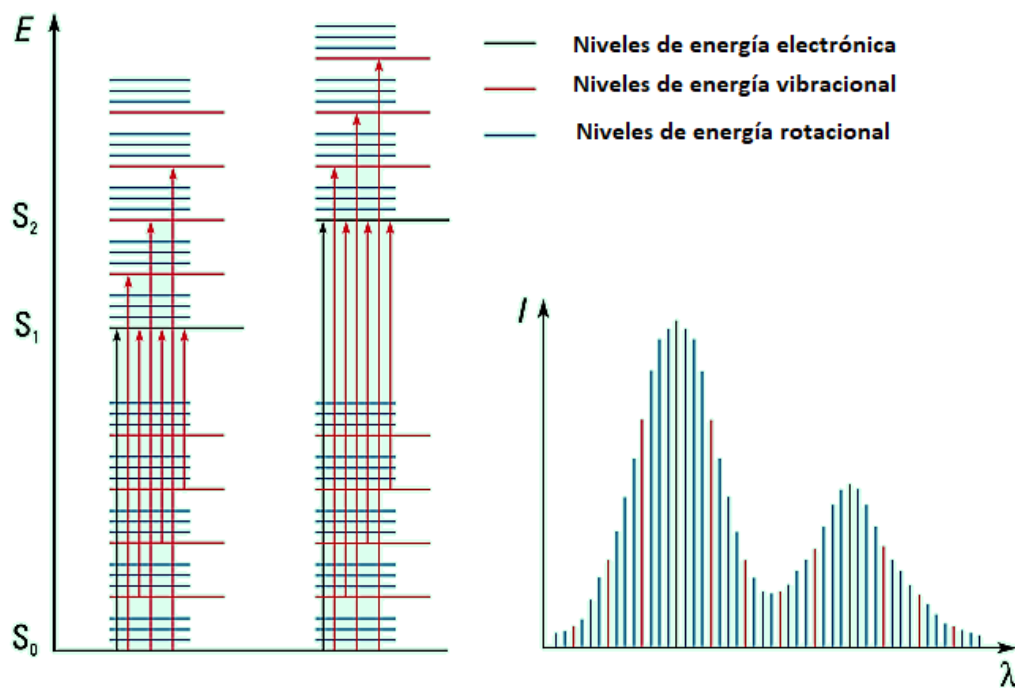 E
Niveles de energía electrónica
Niveles de energía vibracional
Niveles de energía rotacional
S2
S1
I
S0
λ